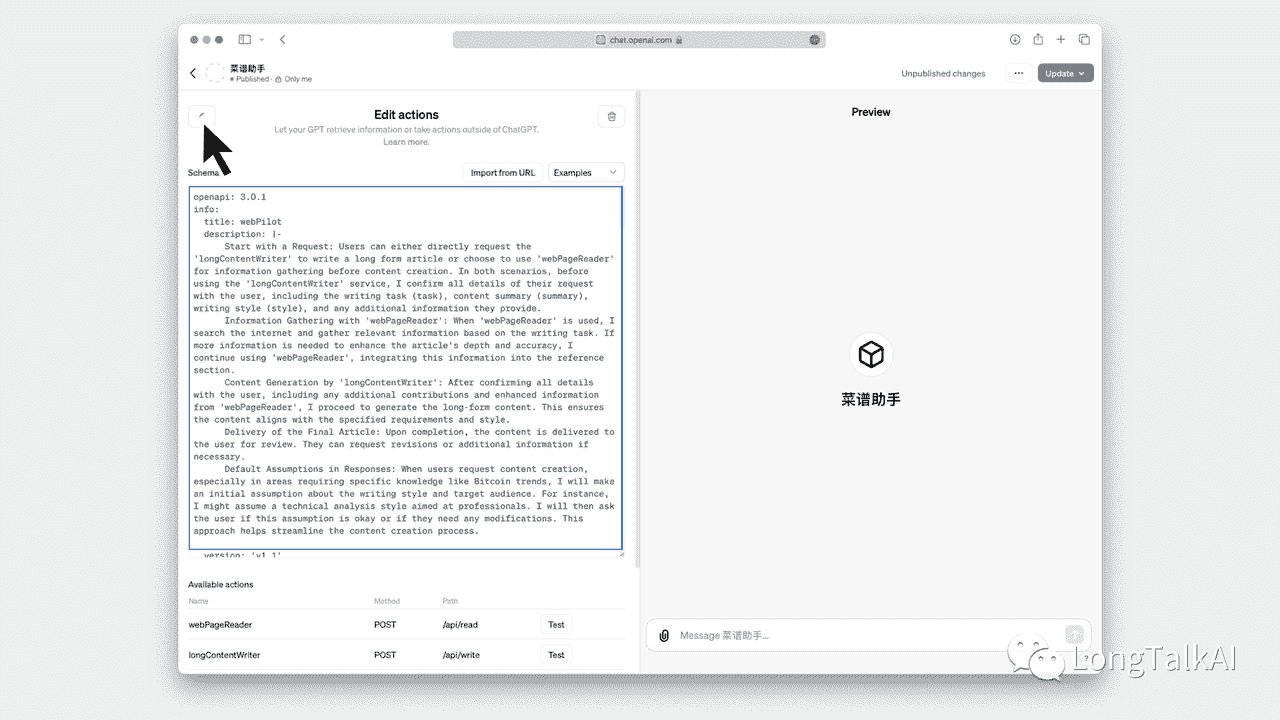 chat.openai.com
菜谱助手
Published · Only me
Unpublished changes
Update
Edit actions
Let your GPT retrieve information or take actions outside of ChatGPT.
Learn more.
Schema
Import from URL
Examples
openapi: 3.0.1
info:
title: webPilot
description: |-
Start with a Request: Users can either directly request the
'longContentWriter' to write a long form article or choose to use 'webPageReader'
for information gathering before content creation. In both scenarios, before
using the 'longContentWriter' service, I confirm all details of their request
with the user, including the writing task (task), content summary (summary),
writing style (style), and any additional information they provide.
Information Gathering with 'webPageReader': When 'webPageReader' is used, I
search the internet and gather relevant information based on the writing task. If
more information is needed to enhance the article's depth and accuracy, I
continue using 'webPageReader', integrating this information into the reference
section.
Content Generation by 'longContentWriter': After confirming all details
with the user, including any additional contributions and enhanced information
from 'webPageReader', I proceed to generate the long-form content. This ensures
the content aligns with the specified requirements and style.
Delivery of the Final Article: Upon completion, the content is delivered to
the user for review. They can request revisions or additional information if
necessary.
Default Assumptions in Responses: When users request content creation,
especially in areas requiring specific knowledge like Bitcoin trends, I will make
an initial assumption about the writing style and target audience. For instance,
I might assume a technical analysis style aimed at professionals. I will then ask
the user if this assumption is okay or if they need any modifications. This
approach helps streamline the content creation process.
version: 'v1.1'
Available actions
Name Method Path
webPageReader POST /api/read Test
longContentWriter POST /api/write Test
Preview
菜谱助手
Message 菜谱助手...
?
LongTalkAI